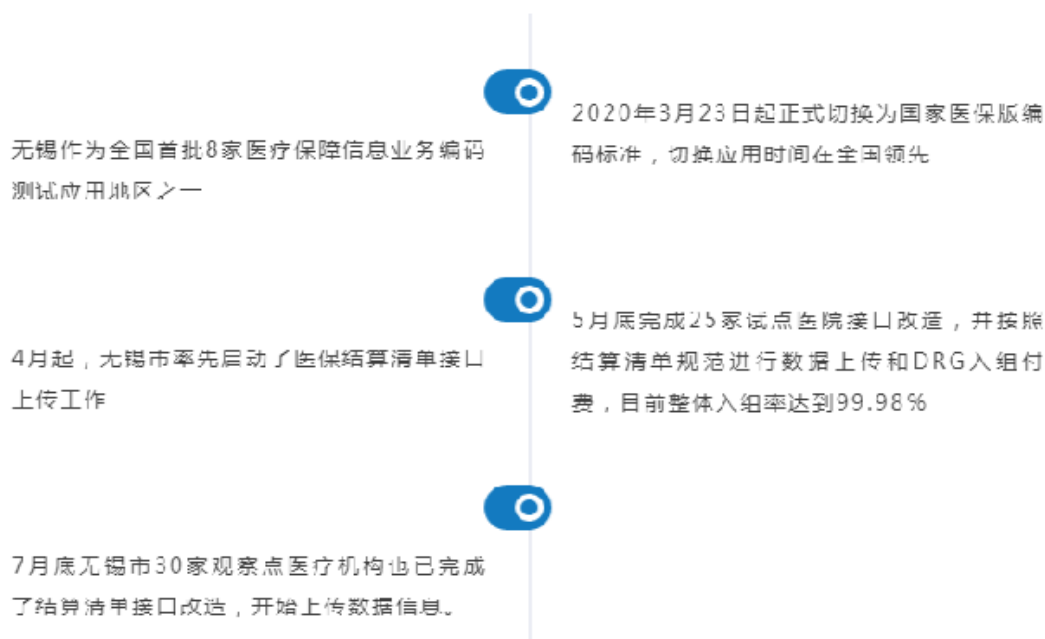 无锡作为全国首批8家医疗保障信息业务编码
测试应用地区之一
2020年3月23日起正式切换为国家医保版编
码标准，切换应用时间在全国领先
4月起，无锡市率先启动了医保结算清单接口
上传工作
5月底完成25家试点医院接口改造，并按照
结算清单规范进行数据上传和DRG入组付
费，目前整体入组率达到99.98%
7月底无锡市30家观察点医疗机构也已完成
了结算清单接口改造，开始上传数据信息。